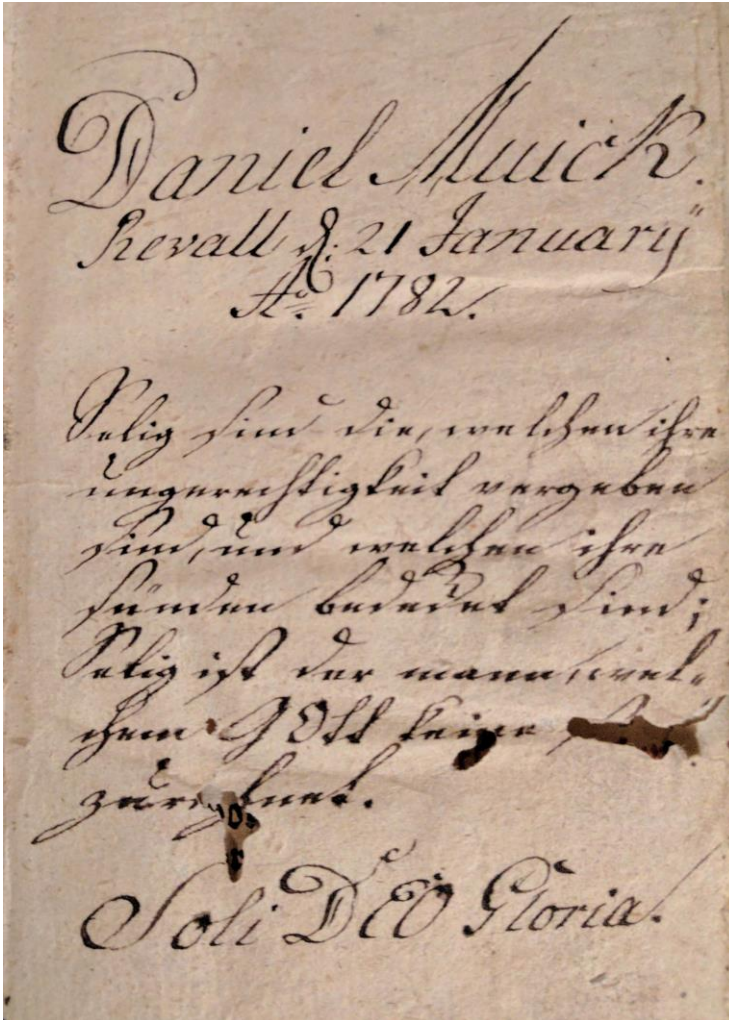 Daniel Muick.
Revall d: 21 January
Aº 1782.
Selig sind die, welchen ihre
ungerechtigkeit vergeben
sind, und welchen ihre
sünden bedecket sind;
Selig ist der mann, wel-
chem GOtt keine
zurechnet.
Soli DEO Gloria.